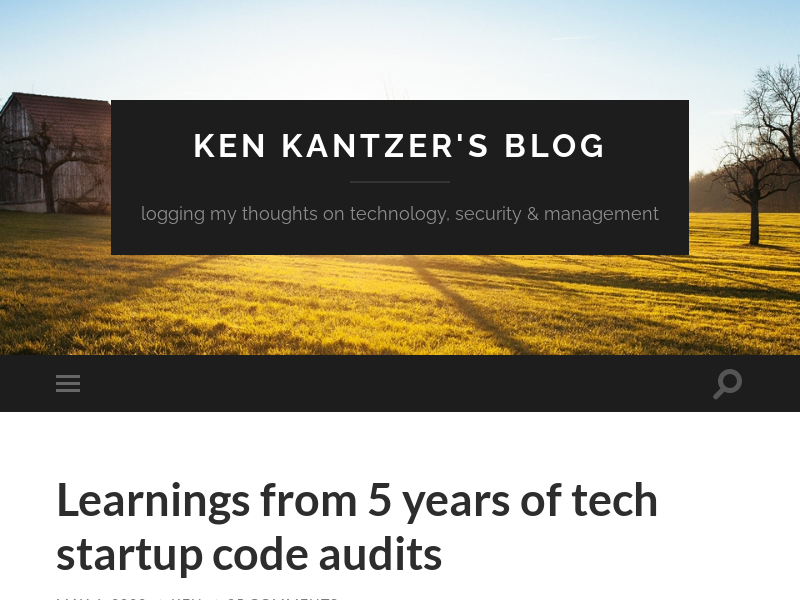 KEN KANTZER'S BLOG
logging my thoughts on technology, security & management
Learnings from 5 years of tech
startup code audits